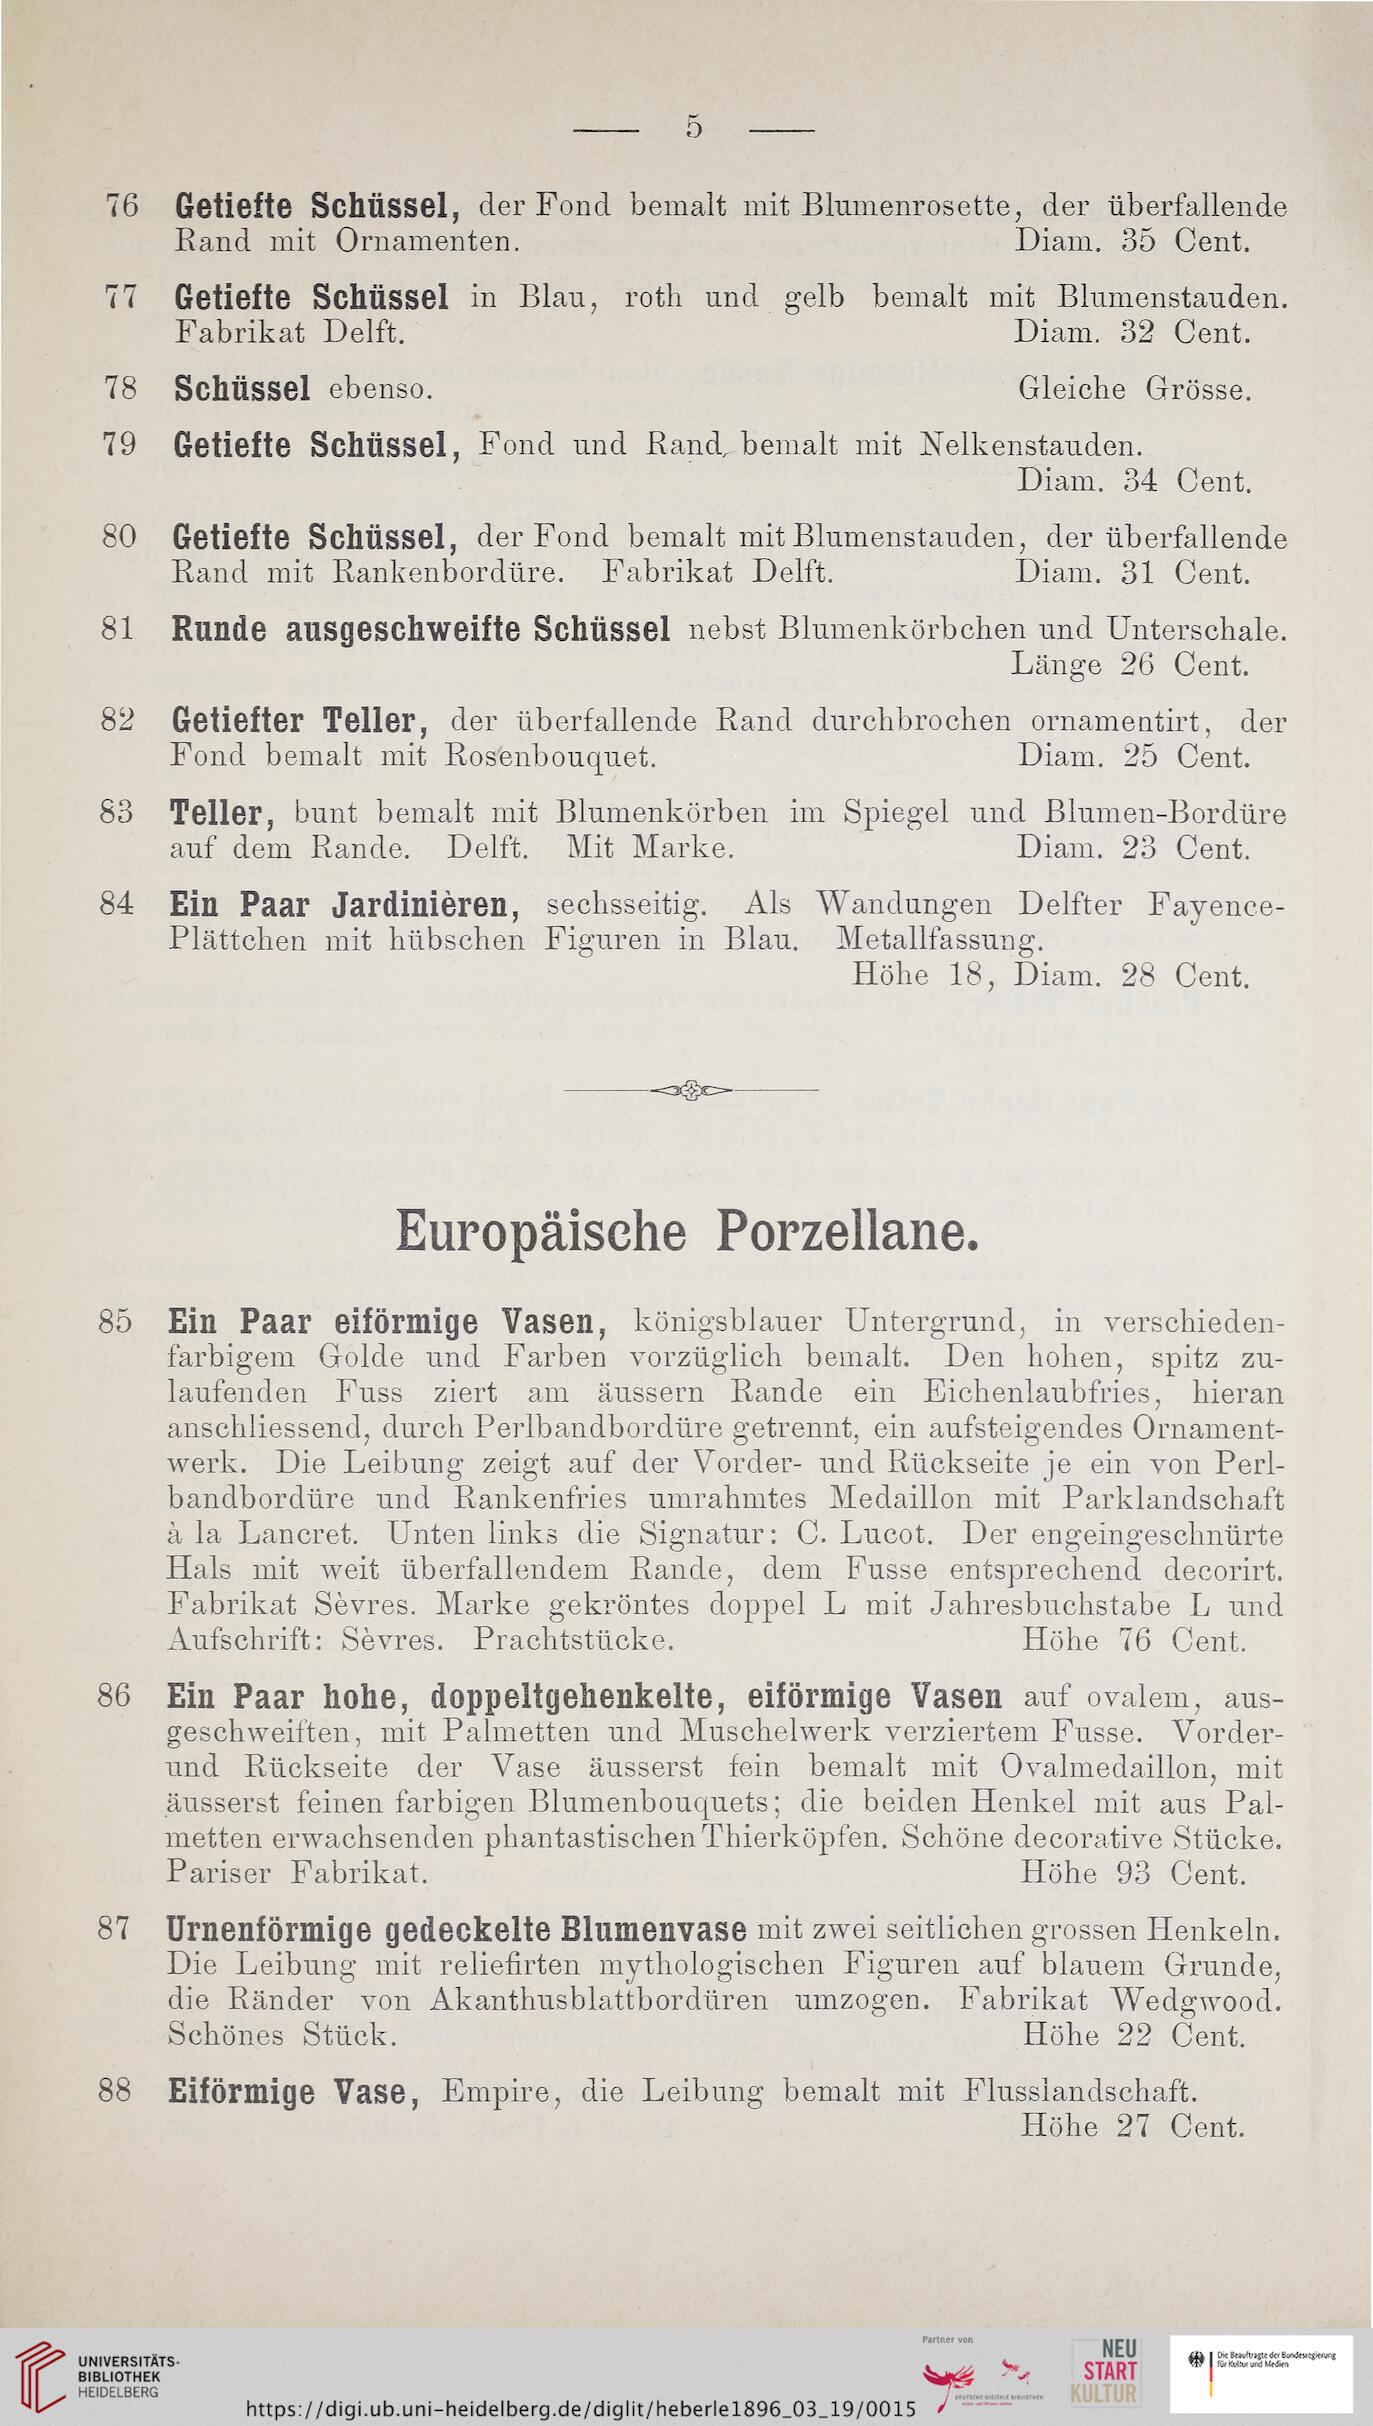 5
76 Getiefte Schüssel, der Fond bemalt mit Blumenrosette, der überfallende
Rand mit Ornamenten. Diam. 35 Cent.
77 Getiefte Schüssel in Blau, roth und gelb bemalt mit Blumenstauden.
Fabrikat Delft. Diam. 32 Cent.
78 Schüssel ebenso. Gleiche Grösse.
79 Getiefte Schüssel, Fond und Rand bemalt mit Nelkenstauden.
Diam. 34 Cent.
80 Getiefte Schüssel, der Fond bemalt mit Blumenstauden, der überfallende
Rand mit Rankenbordüre. Fabrikat Delft. Diam. 31 Cent.
81 Runde ausgeschweifte Schüssel nebst Blumenkörbchen und Unterschale.
Länge 26 Cent.
82 Getiefter Teller, der überfallende Rand durchbrochen ornamentirt, der
Fond bemalt mit Rosenbouquet. Diam. 25 Cent.
83 Teller, bunt bemalt mit Blumenkörben im Spiegel und Blumen-Bordüre
auf dem Rande. Delft. Mit Marke. Diam. 23 Cent.
84 Ein Paar Jardinièren, sechsseitig. Als Wandungen Delfter Fayence-
Plättchen mit hübschen Figuren in Blau. Metallfassung.
Höhe 18, Diam. 28 Cent.
Europäische Porzellane.
85 Ein Paar eiförmige Vasen, königsblauer Untergrund, in verschieden-
farbigem Golde und Farben vorzüglich bemalt. Den hohen, spitz zu-
laufenden Fuss ziert am äussern Rande ein Eichenlaubfries, hieran
anschliessend, durch Perlbandbordüre getrennt, ein aufsteigendes Ornament-
werk. Die Leibung zeigt auf der Vorder- und Rückseite je ein von Perl-
bandbordüre und Rankenfries umrahmtes Medaillon mit Parklandschaft
à la Lancret. Unten links die Signatur: C. Lucot. Der engeingeschnürte
Hals mit weit überfallendem Rande, dem Fusse entsprechend decorirt.
Fabrikat Sèvres. Marke gekröntes doppel L mit Jahresbuchstabe L und
Aufschrift: Sèvres. Prachtstücke. Höhe 76 Cent.
86 Ein Paar hohe, doppeltgehenkelte, eiförmige Vasen auf ovalem, aus-
geschweiften, mit Palmetten und Muschelwerk verziertem Fusse. Vorder-
und Rückseite der Vase äusserst fein bemalt mit Ovalmedaillon, mit
äusserst feinen farbigen Blumenbouquets; die beiden Henkel mit aus Pal-
metten erwachsenden phantastischen Thierköpfen. Schöne decorative Stücke.
Pariser Fabrikat. Höhe 93 Cent.
87 Urnenförmige gedeckelte Blumenvase mit zwei seitlichen grossen Henkeln.
Die Leibung mit reliefirten mythologischen Figuren auf blauem Grunde,
die Ränder von Akanthusblattbordüren umzogen. Fabrikat Wedgwood.
Schönes Stück. Höhe 22 Cent.
88 Eiförmige Vase, Empire, die Leibung bemalt mit Flusslandschaft.
Höhe 27 Cent.
UNIVERSITÄTS-
BIBLIOTHEK
HEIDELBERG
https://digi.ub.uni-heidelberg.de/diglit/heberle1896_03_19/0015
Partner von
DEUTSCHE DIGITALE BIBLIOTHEK
Kultur und Wissen online
NEU
START
KULTUR
Die Beauftragte der Bundesregierung
für Kultur und Medien